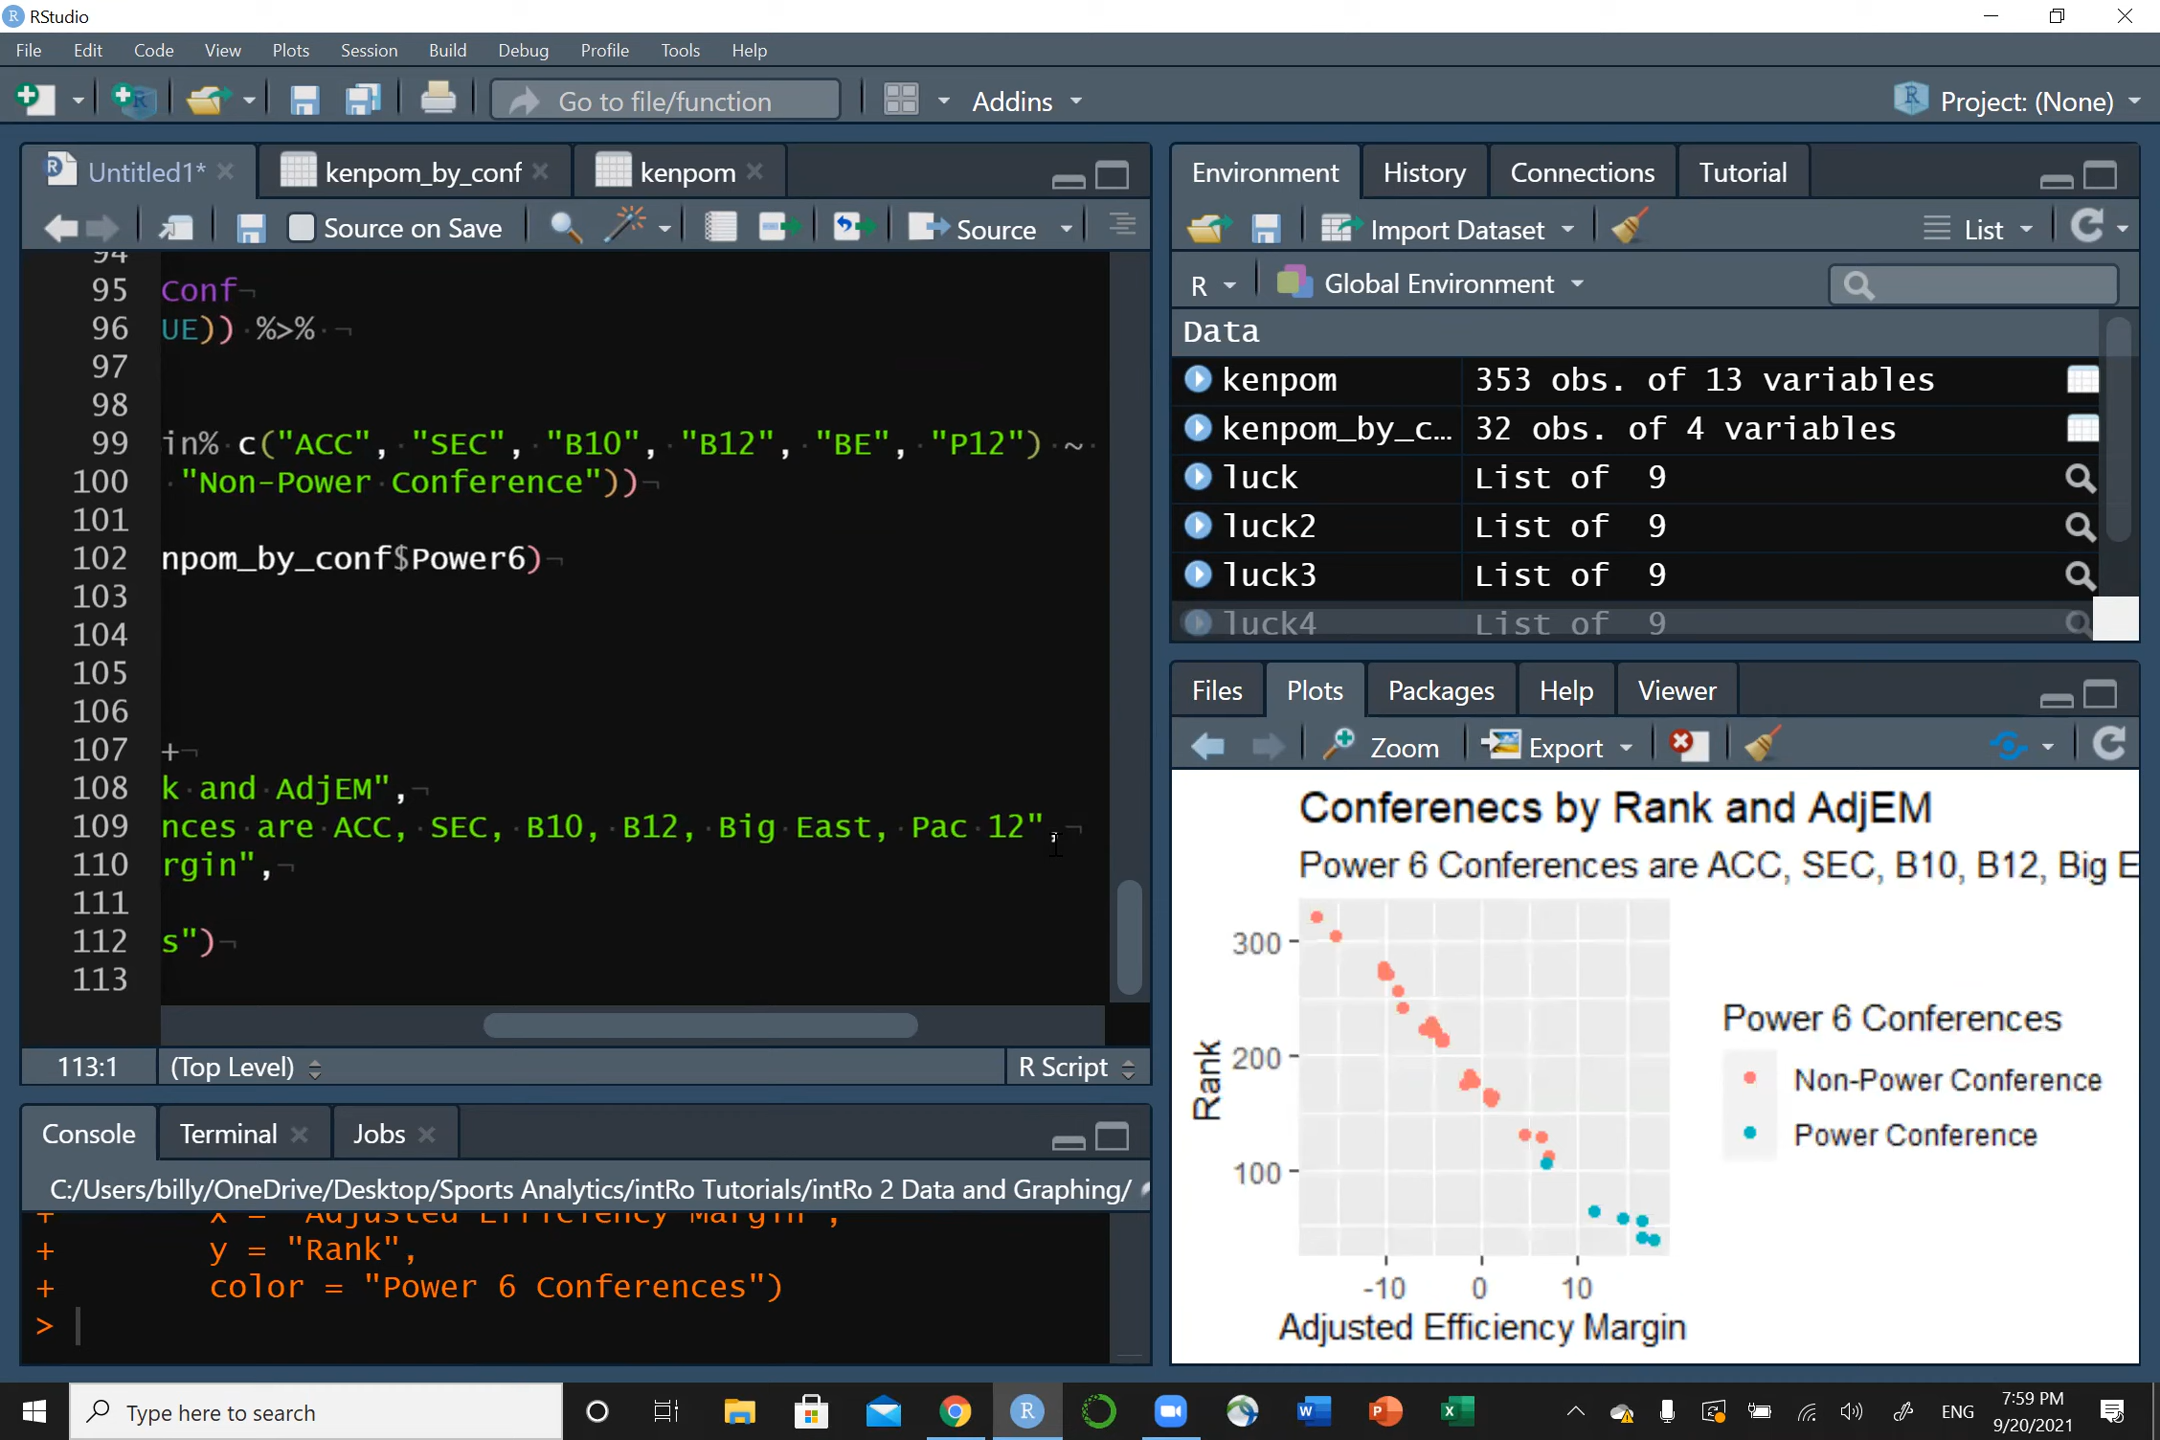 RStudio
File Edit Code View Plots Session Build Debug Profile Tools Help
Go to file/function Addins Project: (None)
Untitled1* kenpom_by_conf kenpom
Source on Save Source
94
95 Conf
96 UE)) %>%
97
98
99 in% c("ACC", "SEC", "B10", "B12", "BE", "P12") ~
100 "Non-Power Conference"))
101
102 npom_by_conf$Power6)
103
104
105
106
107 +
108 k and AdjEM",
109 nces are ACC, SEC, B10, B12, Big East, Pac 12",
110 rgin",
111
112 s")
113
113:1 (Top Level) R Script
Console Terminal Jobs
C:/Users/billy/OneDrive/Desktop/Sports Analytics/intRo Tutorials/intRo 2 Data and Graphing/
+ x = "Adjusted Efficiency Margin",
+ y = "Rank",
+ color = "Power 6 Conferences")
>
Environment History Connections Tutorial
Import Dataset List
R Global Environment
Data
kenpom 353 obs. of 13 variables
kenpom_by_c… 32 obs. of 4 variables
luck List of 9
luck2 List of 9
luck3 List of 9
luck4 List of 9
Files Plots Packages Help Viewer
Zoom Export
Conferenecs by Rank and AdjEM
Power 6 Conferences are ACC, SEC, B10, B12, Big E
300
200
100
Rank
-10 0 10
Adjusted Efficiency Margin
Power 6 Conferences
Non-Power Conference
Power Conference
Type here to search
ENG
7:59 PM
9/20/2021